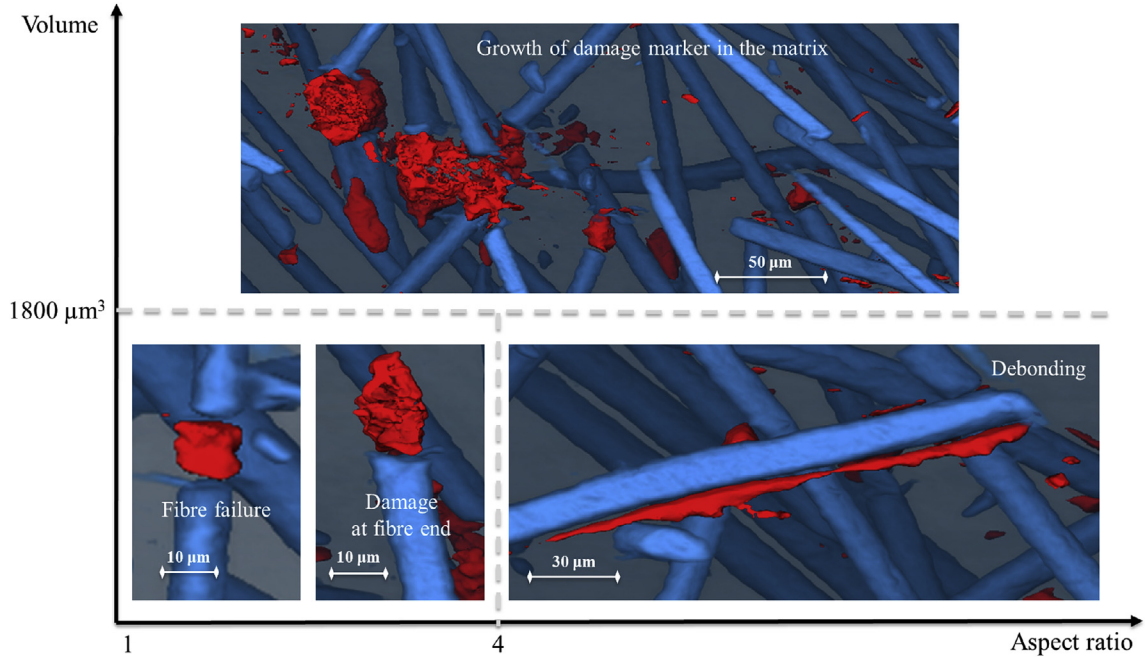 Volume
Growth of damage marker in the matrix
50 μm
1800 μm³
Debonding
Fibre failure
10 μm
Damage
at fibre end
10 μm
30 μm
1
4
Aspect ratio